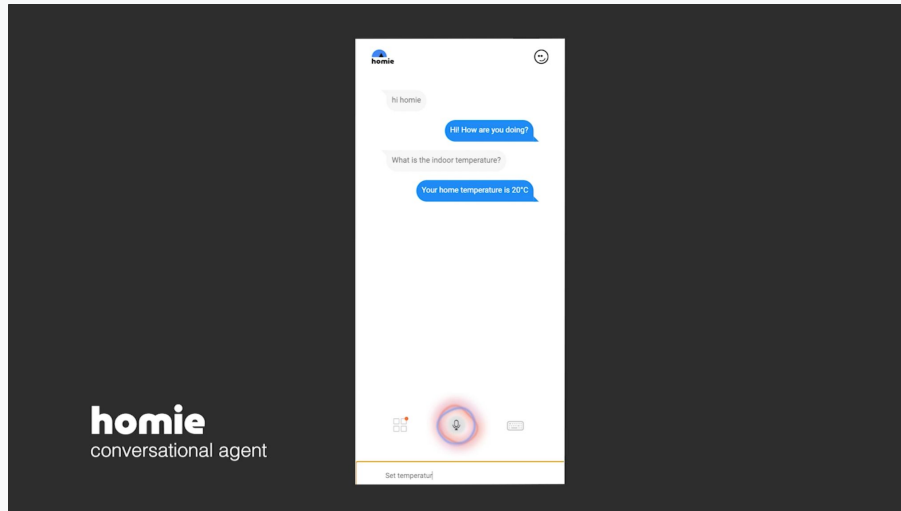 homie
hi homie
Hi! How are you doing?
What is the indoor temperature?
Your home temperature is 20°C
homie
conversational agent
Set temperatur